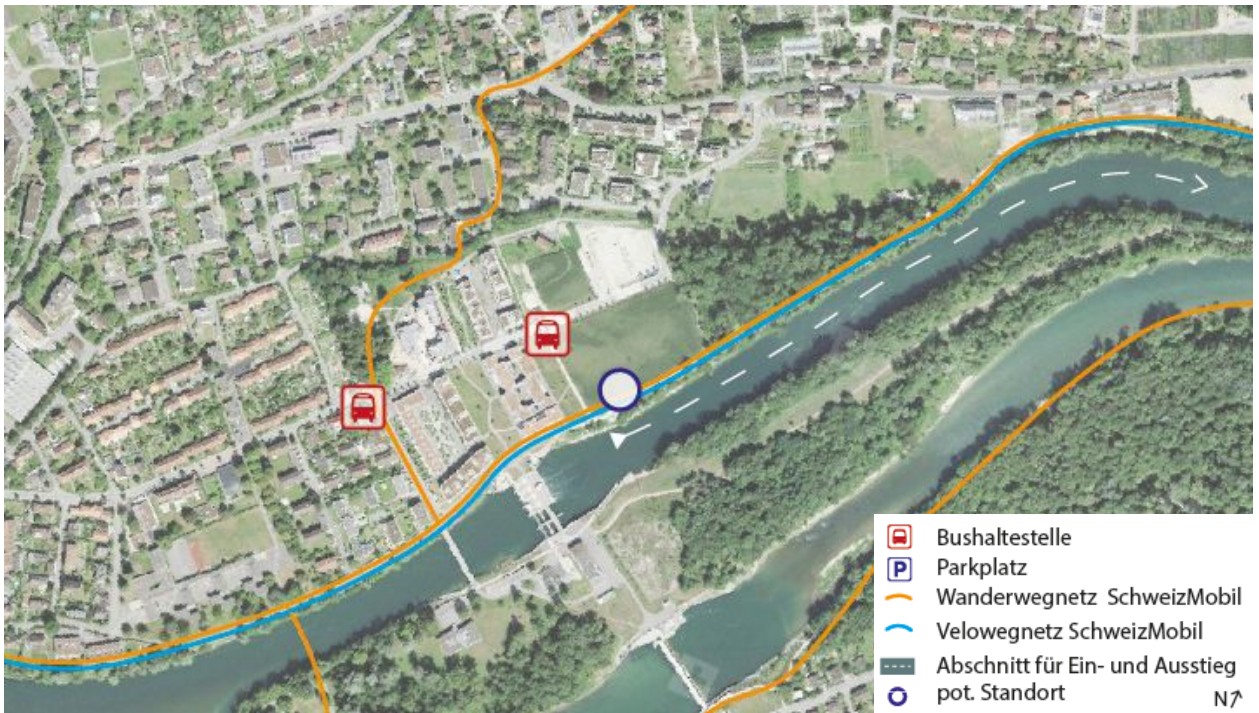 Bushaltestelle
P Parkplatz
Wanderwegnetz SchweizMobil
Velowegnetz SchweizMobil
Abschnitt für Ein- und Ausstieg
pot. Standort
N